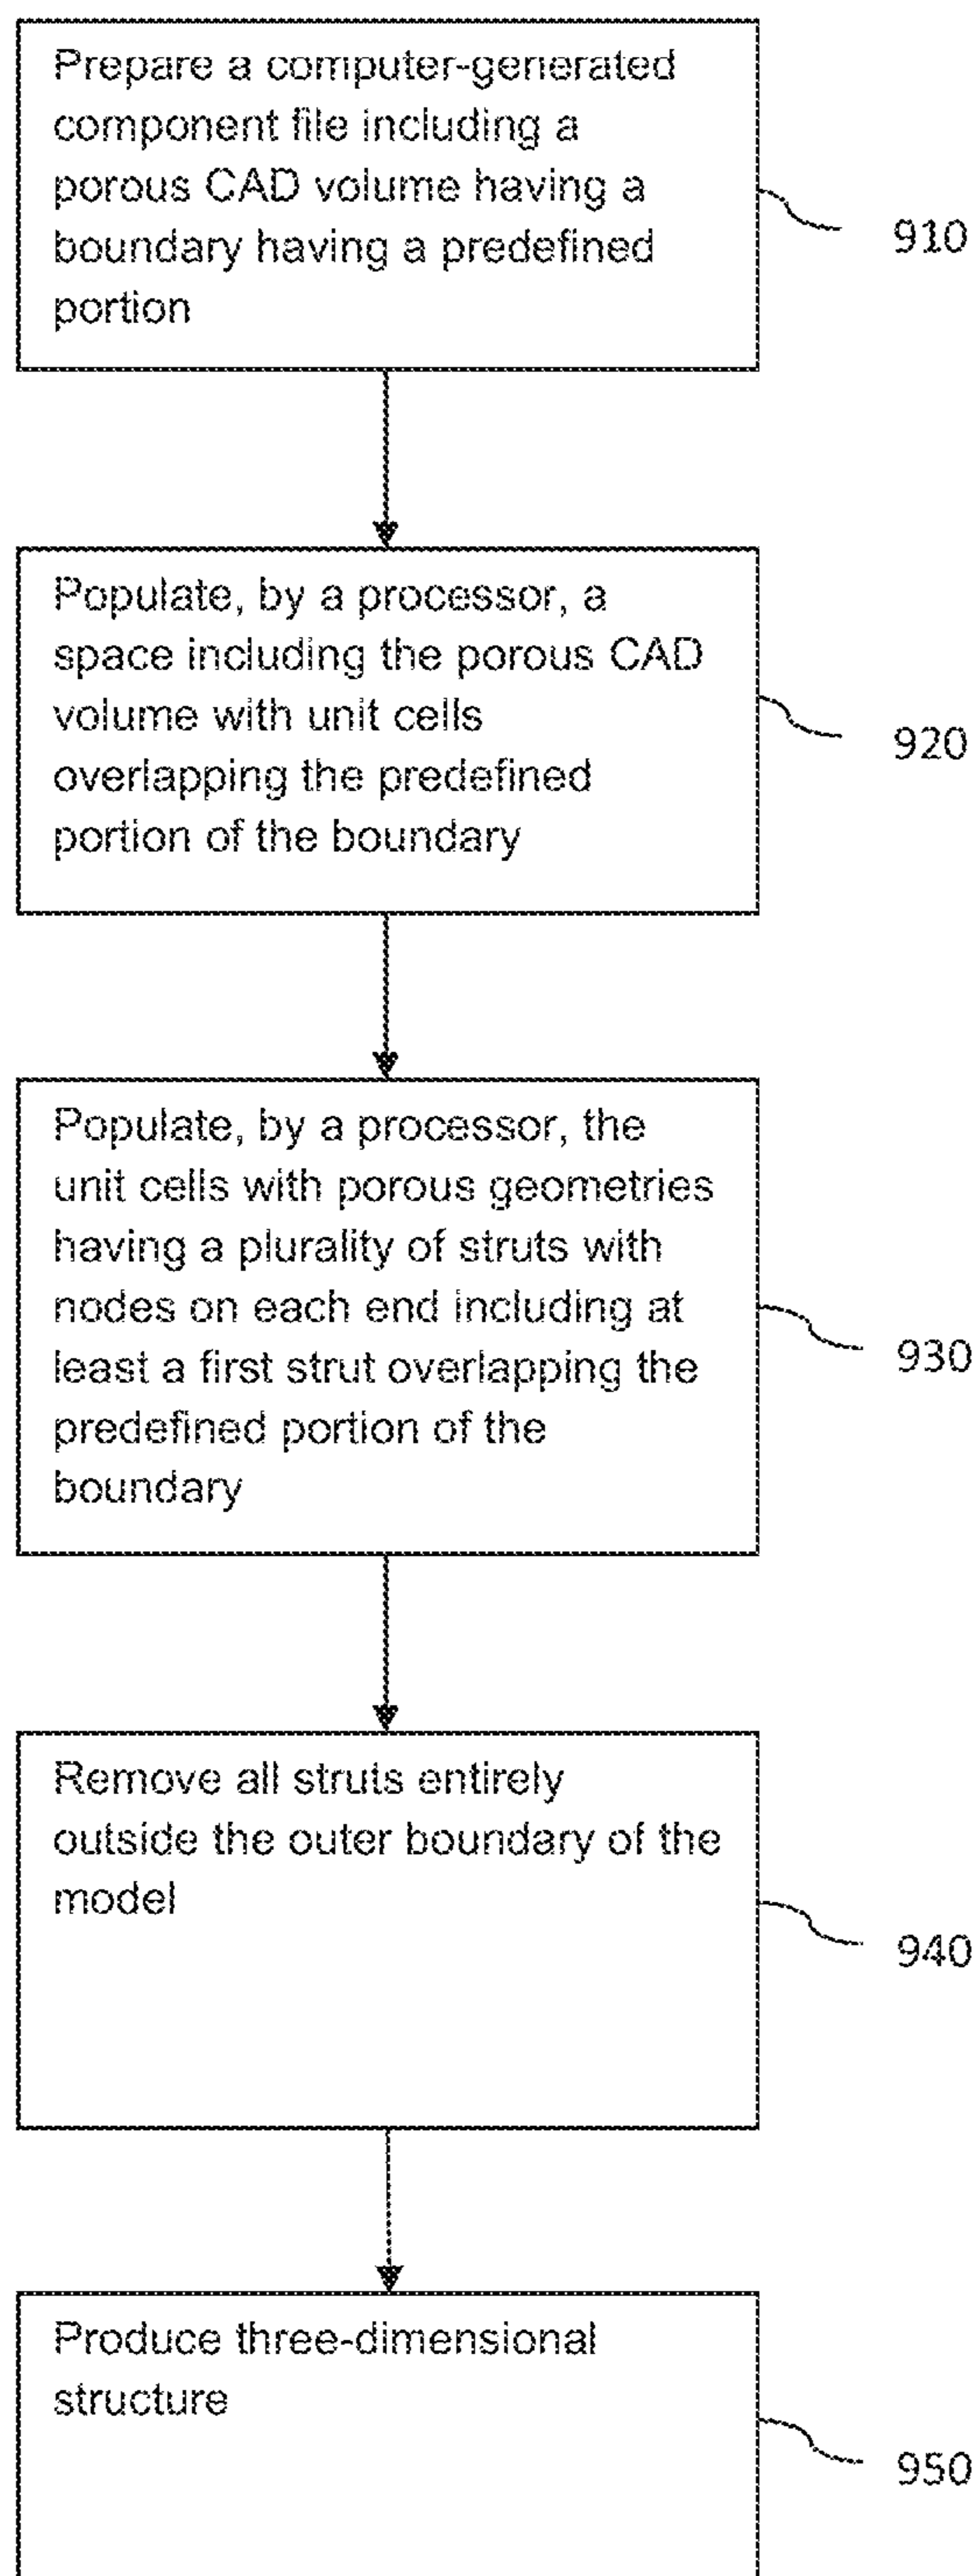 Prepare a computer-generated
component file including a
porous CAD volume having a
boundary having a predefined
portion
910
Populate, by a processor, a
space including the porous CAD
volume with unit cells
overlapping the predefined
portion of the boundary
920
Populate, by a processor, the
unit cells with porous geometries
having a plurality of struts with
nodes on each end including at
least a first strut overlapping the
predefined portion of the
boundary
930
Remove all struts entirely
outside the outer boundary of the
model
940
Produce three-dimensional
structure
950